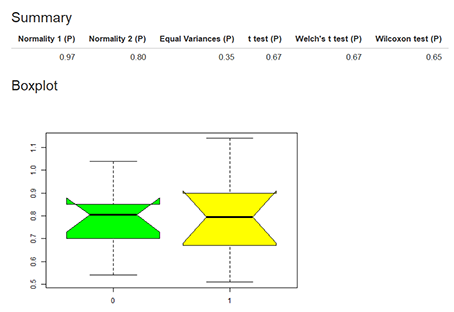 Summary
Normality 1 (P) Normality 2 (P) Equal Variances (P) t test (P) Welch's t test (P) Wilcoxon test (P)
0.97 0.80 0.35 0.67 0.67 0.65
Boxplot
1.1
1.0
0.9
0.8
0.7
0.6
0.5
0 1